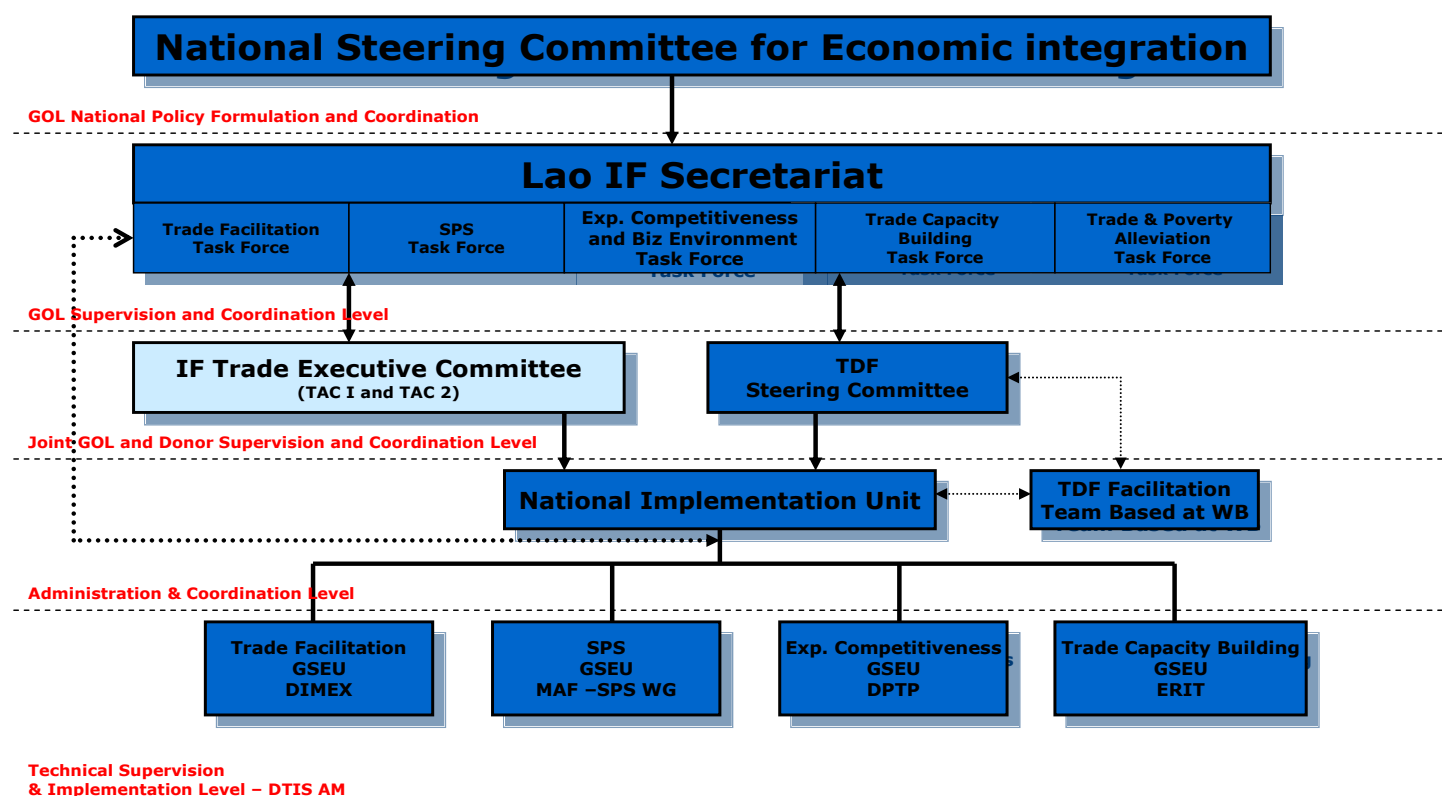 National Steering Committee for Economic integration
GOL National Policy Formulation and Coordination
Lao IF Secretariat
Trade Facilitation
Task Force
SPS
Task Force
Exp. Competitiveness
and Biz Environment
Task Force
Trade Capacity
Building
Task Force
Trade & Poverty
Alleviation
Task Force
GOL Supervision and Coordination Level
IF Trade Executive Committee
(TAC I and TAC 2)
TDF
Steering Committee
Joint GOL and Donor Supervision and Coordination Level
National Implementation Unit
TDF Facilitation
Team Based at WB
Administration & Coordination Level
Trade Facilitation
GSEU
DIMEX
SPS
GSEU
MAF –SPS WG
Exp. Competitiveness
GSEU
DPTP
Trade Capacity Building
GSEU
ERIT
Technical Supervision
& Implementation Level – DTIS AM